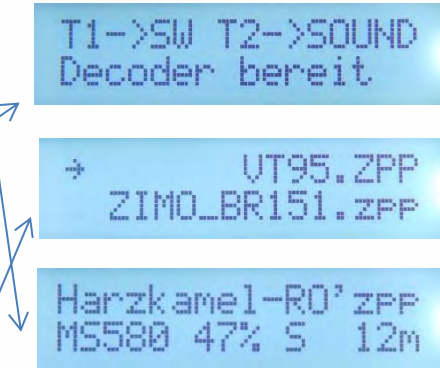 T1->SW T2->SOUND
Decoder bereit
→ VT95.ZPP
ZIMO_BR151.zpp
Harzkamel-RO'zpp
MS580 47% S 12m